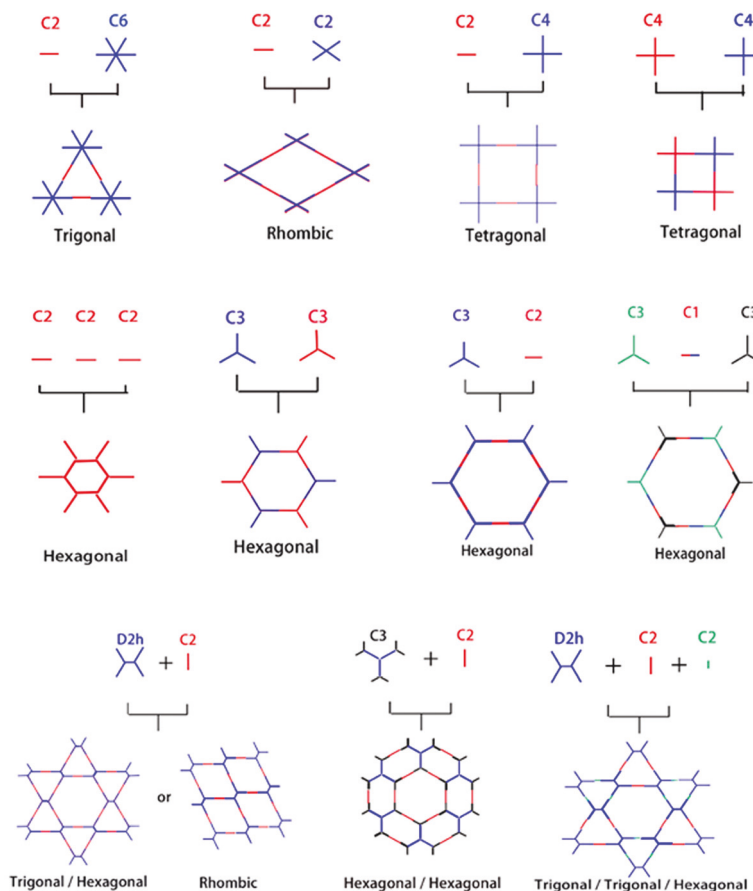 C2 C6 C2 C2 C2 C4 C4 C4
Trigonal Rhombic Tetragonal Tetragonal
C2 C2 C2 C3 C3 C3 C2 C3 C1 C3
Hexagonal Hexagonal Hexagonal Hexagonal
D2h + C2 C3 + C2 D2h + C2 + C2
or
Trigonal / Hexagonal Rhombic Hexagonal / Hexagonal Trigonal / Trigonal / Hexagonal